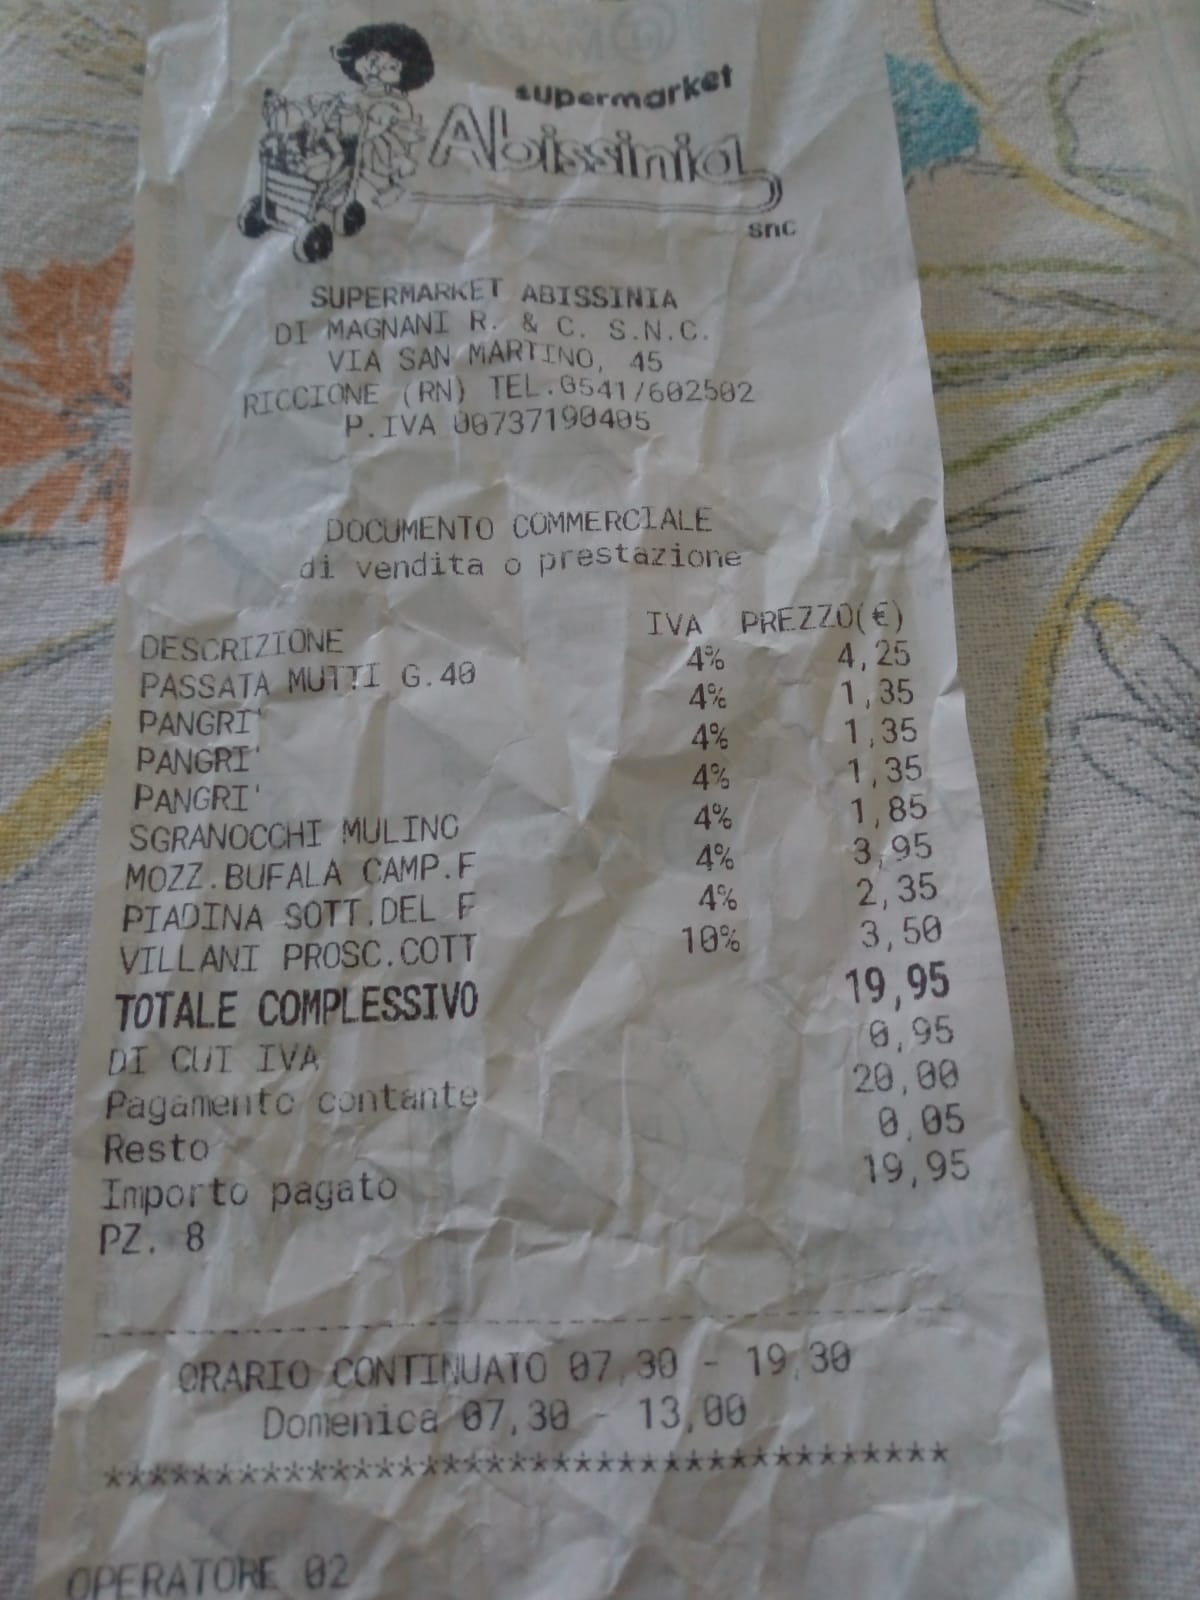 supermarket
Abissinia
snc
SUPERMARKET ABISSINIA
DI MAGNANI R. & C. S.N.C.
VIA SAN MARTINO, 45
RICCIONE (RN) TEL.0541/602502
P.IVA 00737190405
DOCUMENTO COMMERCIALE
di vendita o prestazione
DESCRIZIONE IVA PREZZO(€)
PASSATA MUTTI G.40 4% 4,25
PANGRI' 4% 1,35
PANGRI' 4% 1,35
PANGRI' 4% 1,35
SGRANOCCHI MULINO 4% 1,85
MOZZ.BUFALA CAMP.F 4% 3,95
PIADINA SOTT.DEL F 4% 2,35
VILLANI PROSC.COTT 10% 3,50
TOTALE COMPLESSIVO 19,95
DI CUI IVA 0,95
Pagamento contante 20,00
Resto 0,05
Importo pagato 19,95
PZ. 8
ORARIO CONTINUATO 07,30 - 19,30
Domenica 07,30 - 13,00
***************************************
OPERATORE 02